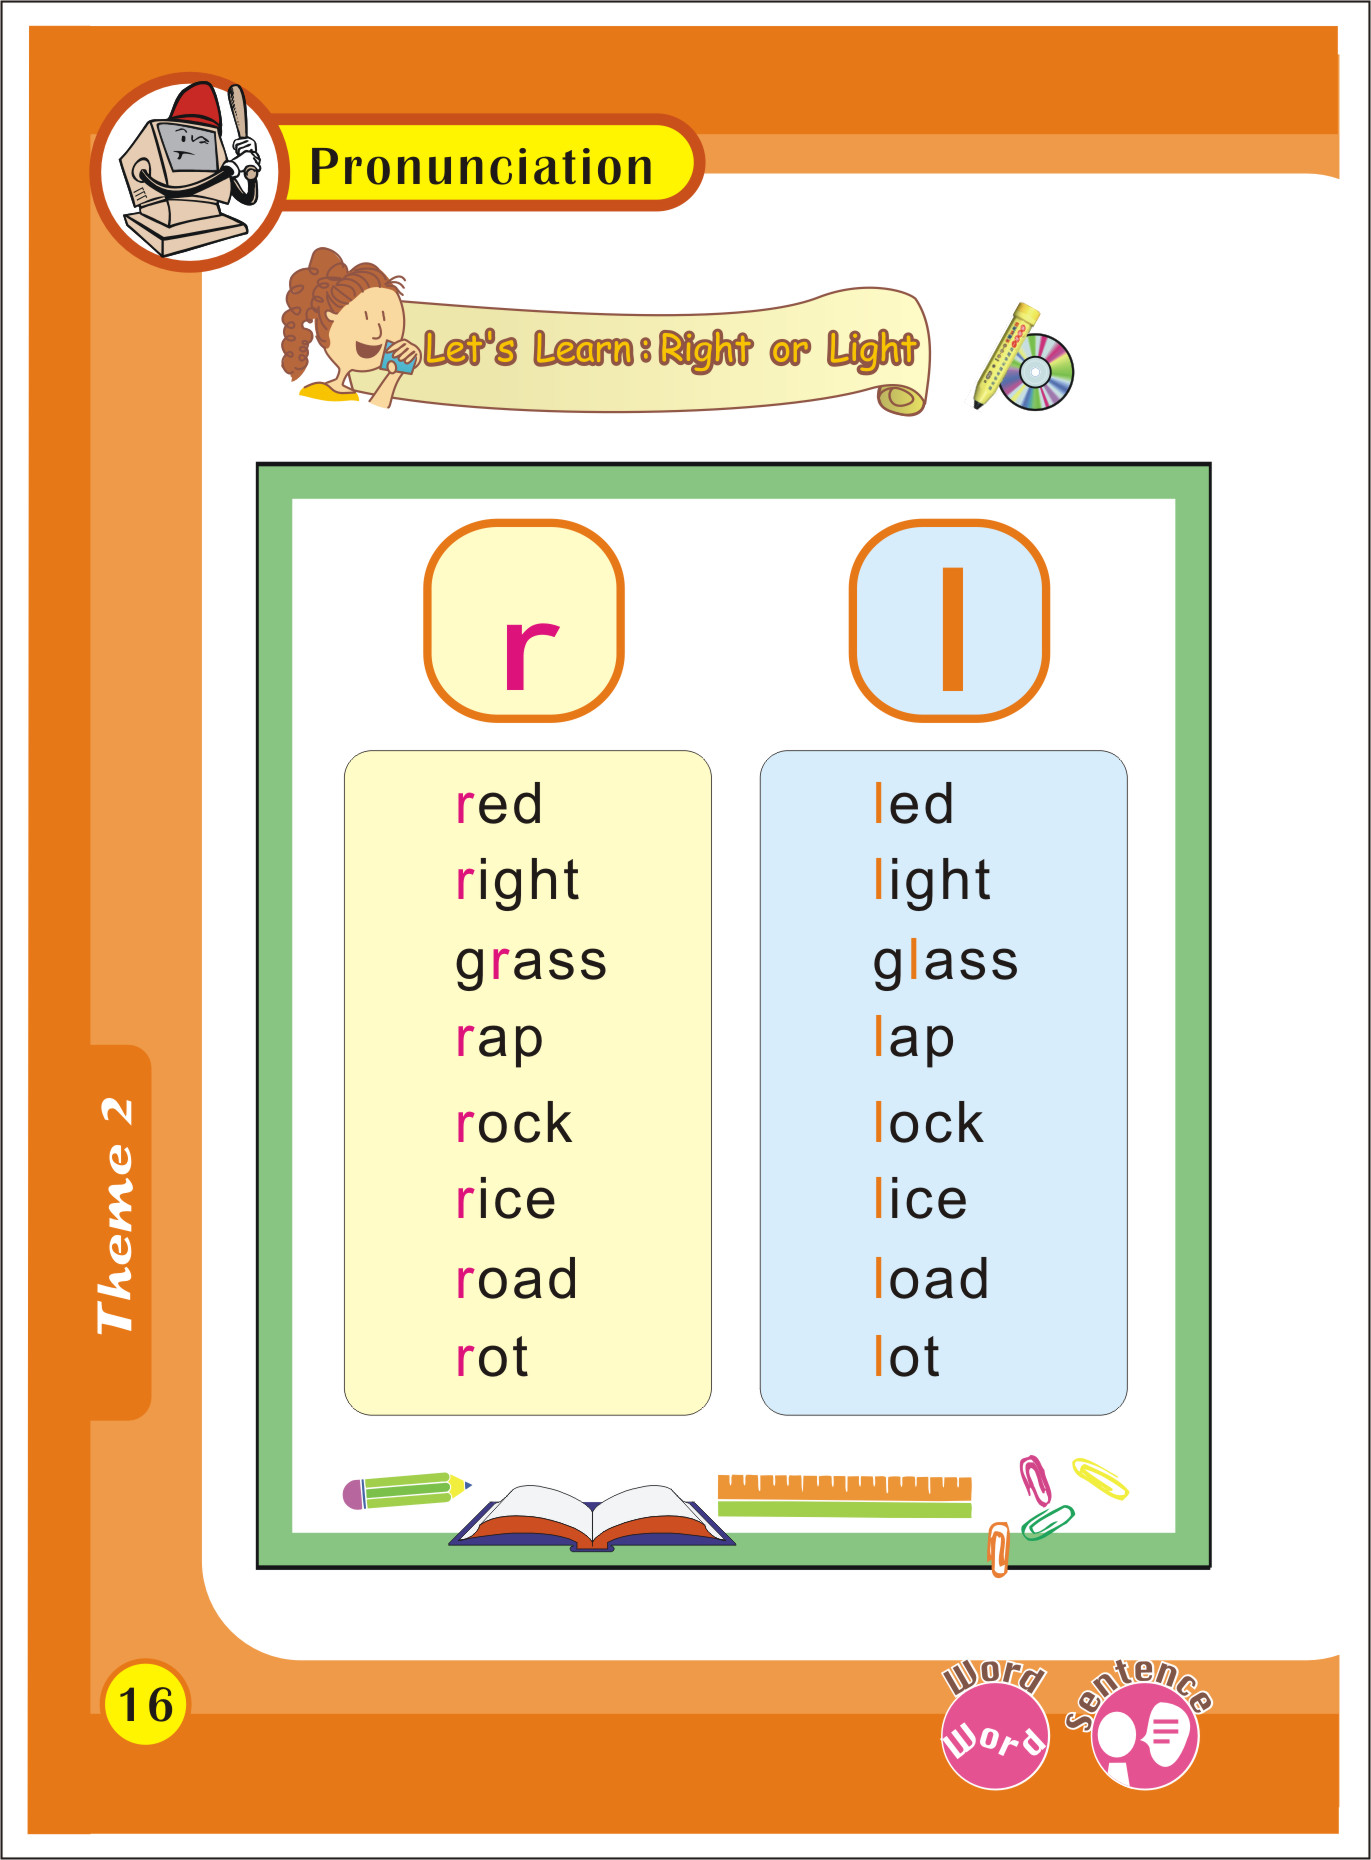 Pronunciation
Let's Learn : Right or Light
r l
red led
right light
grass glass
rap lap
rock lock
rice lice
road load
rot lot
Theme 2
16
Word
Word
Sentence